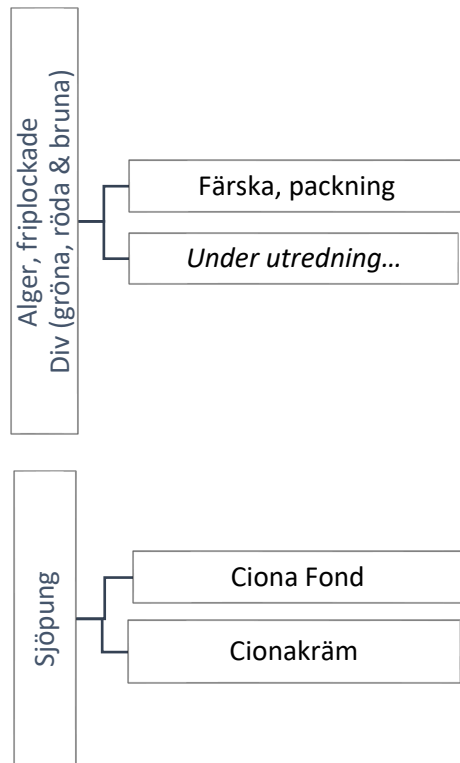 Alger, friplockade
Div (gröna, röda & bruna)
Färska, packning
Under utredning...
Sjöpung
Ciona Fond
Cionakräm